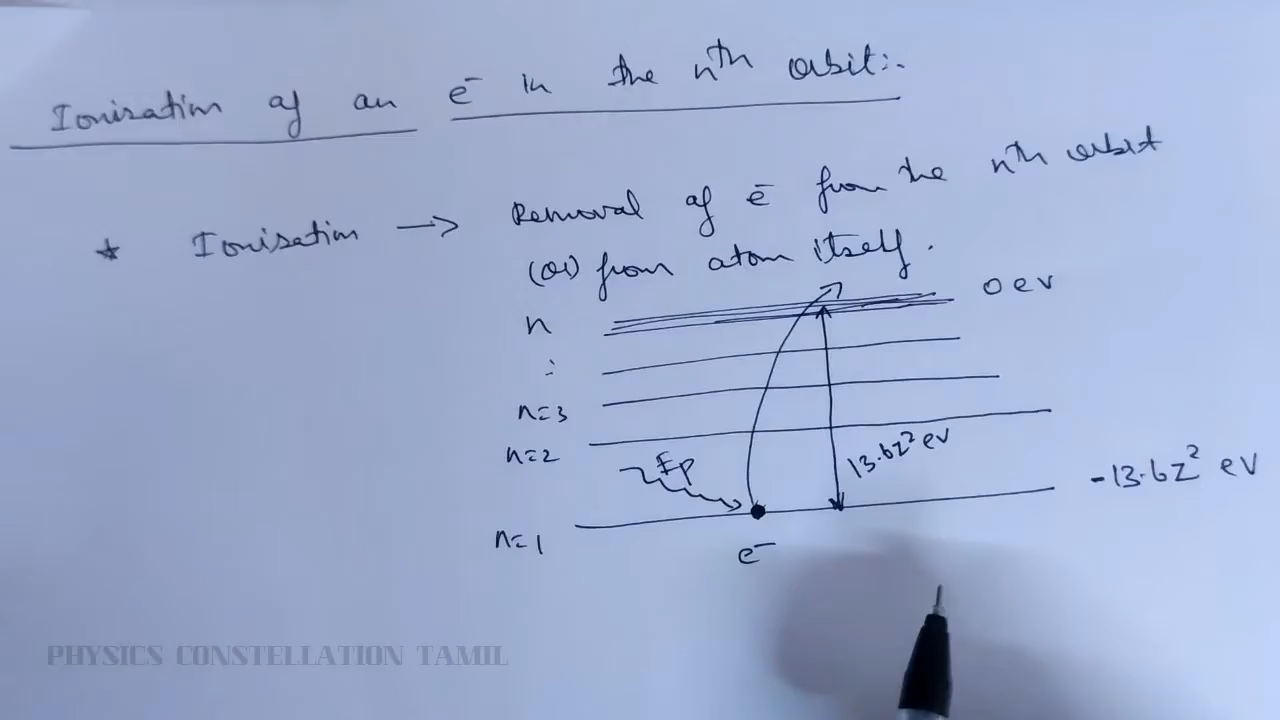 Ionisation of an e⁻ in the nth orbit:-
* Ionisation → Removal of e⁻ from the nth orbit
(or) from atom itself.
n 0 ev
:
n=3
n=2
Ep 13.6Z² ev
-13.6Z² eV
n=1
e⁻
PHYSICS CONSTELLATION TAMIL